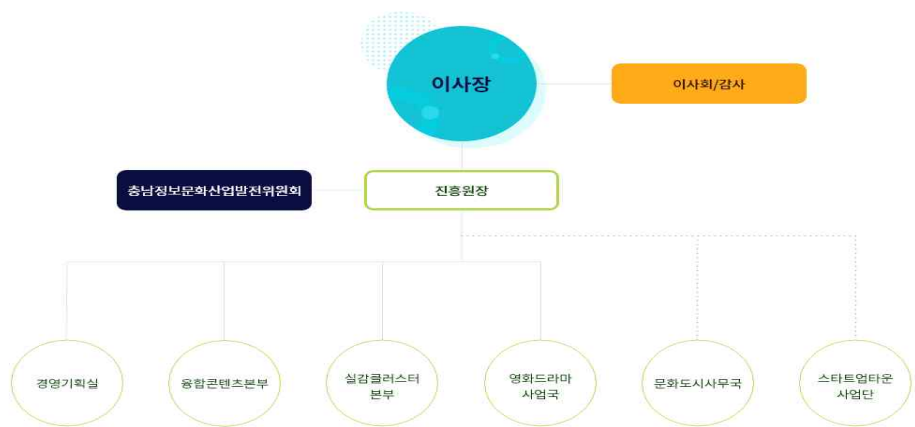 이사장
이사회/감사
충남정보문화산업발전위원회
진흥원장
경영기획실
융합콘텐츠본부
실감클러스터
본부
영화드라마
사업국
문화도시사무국
스타트업타운
사업단